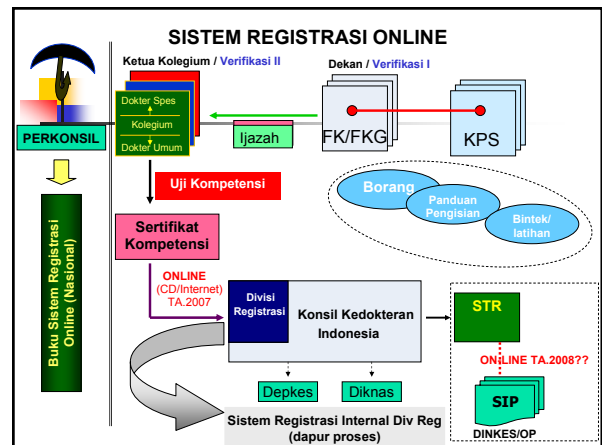 SISTEM REGISTRASI ONLINE
Ketua Kolegium / Verifikasi II
Dekan / Verifikasi I
Dokter Spes
Kolegium
Dokter Umum
PERKONSIL
Ijazah
FK/FKG
KPS
Uji Kompetensi
Borang
Panduan
Pengisian
Bintek/
latihan
Sertifikat
Kompetensi
Buku Sistem Registrasi
Online (Nasional)
ONLINE
(CD/Internet)
TA.2007
Divisi
Registrasi
Konsil Kedokteran
Indonesia
STR
ON-LINE TA.2008??
Depkes
Diknas
SIP
DINKES/OP
Sistem Registrasi Internal Div Reg
(dapur proses)